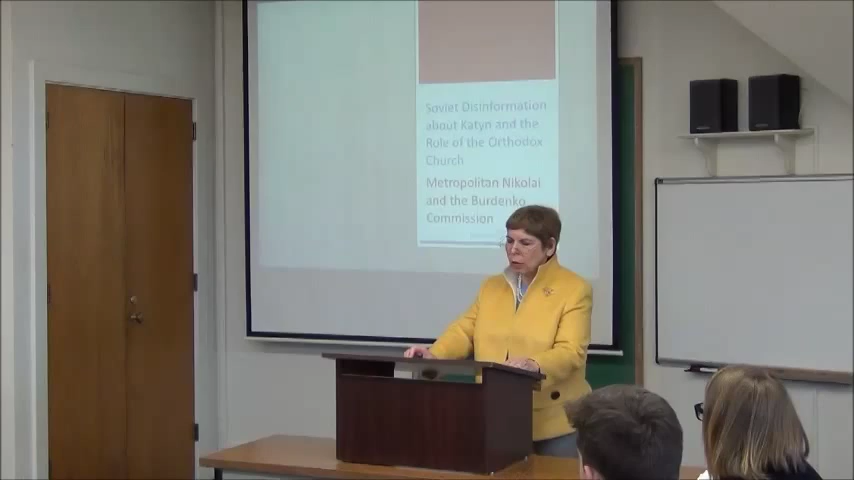 Soviet Disinformation
about Katyn and the
Role of the Orthodox
Church
Metropolitan Nikolai
and the Burdenko
Commission